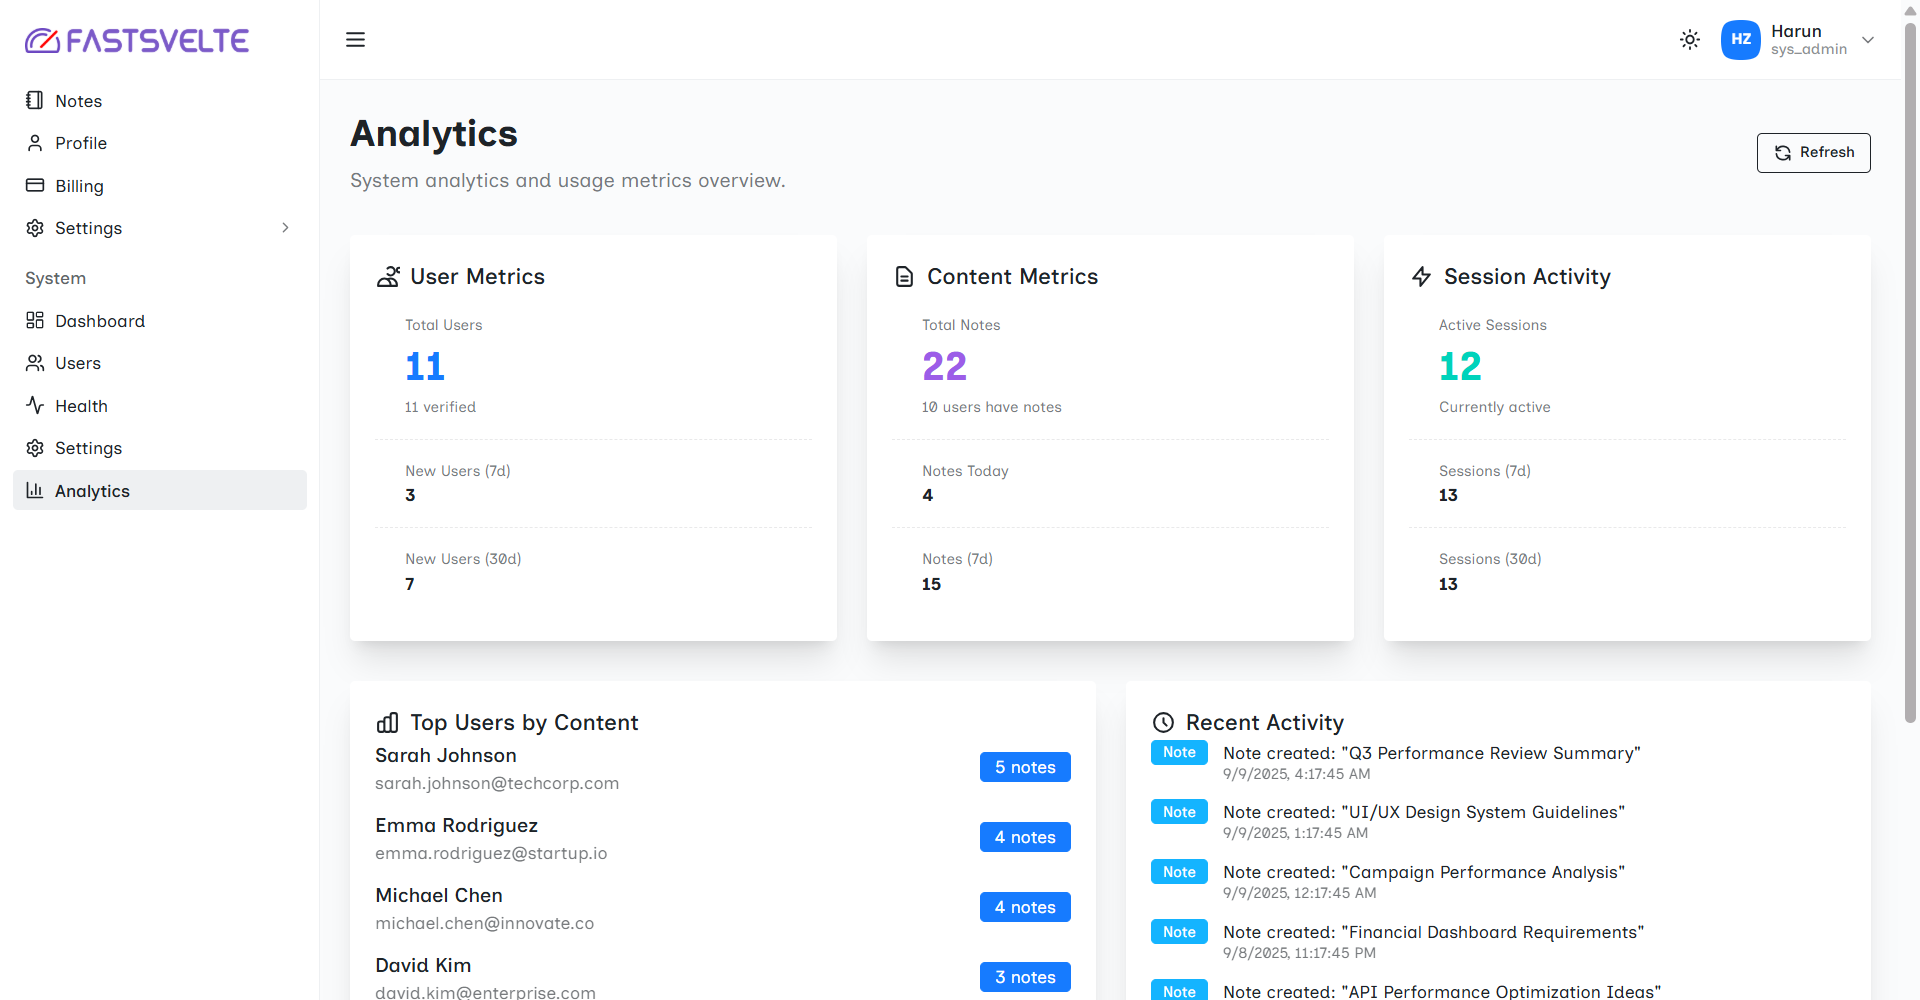 FASTSVELTE
Notes
Profile
Billing
Settings
System
Dashboard
Users
Health
Settings
Analytics
HZ
Harun
sys_admin
Analytics
System analytics and usage metrics overview.
Refresh
User Metrics
Total Users
11
11 verified
New Users (7d)
3
New Users (30d)
7
Content Metrics
Total Notes
22
10 users have notes
Notes Today
4
Notes (7d)
15
Session Activity
Active Sessions
12
Currently active
Sessions (7d)
13
Sessions (30d)
13
Top Users by Content
Sarah Johnson
sarah.johnson@techcorp.com
5 notes
Emma Rodriguez
emma.rodriguez@startup.io
4 notes
Michael Chen
michael.chen@innovate.co
4 notes
David Kim
david.kim@enterprise.com
3 notes
Recent Activity
Note
Note created: "Q3 Performance Review Summary"
9/9/2025, 4:17:45 AM
Note
Note created: "UI/UX Design System Guidelines"
9/9/2025, 1:17:45 AM
Note
Note created: "Campaign Performance Analysis"
9/9/2025, 12:17:45 AM
Note
Note created: "Financial Dashboard Requirements"
9/8/2025, 11:17:45 PM
Note
Note created: "API Performance Optimization Ideas"